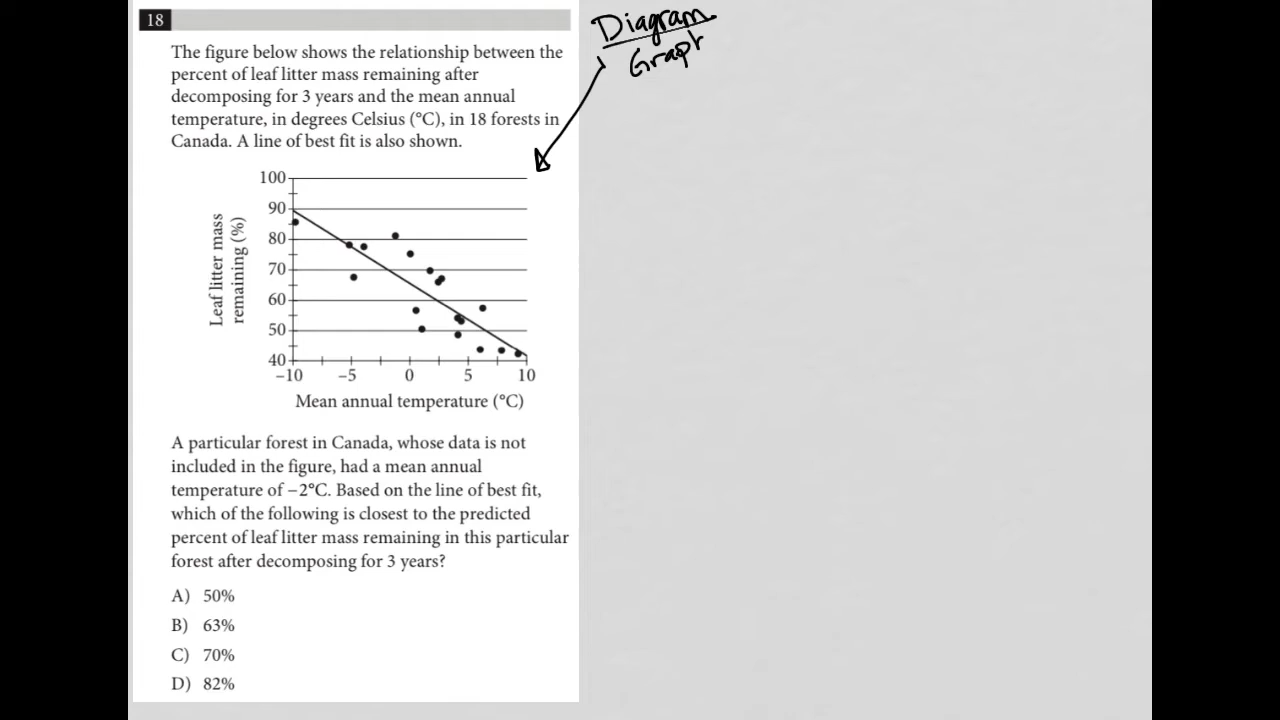 18
Diagram
Graph
The figure below shows the relationship between the
percent of leaf litter mass remaining after
decomposing for 3 years and the mean annual
temperature, in degrees Celsius (°C), in 18 forests in
Canada. A line of best fit is also shown.
Leaf litter mass
remaining (%)
100
90
80
70
60
50
40
−10 −5 0 5 10
Mean annual temperature (°C)
A particular forest in Canada, whose data is not
included in the figure, had a mean annual
temperature of −2°C. Based on the line of best fit,
which of the following is closest to the predicted
percent of leaf litter mass remaining in this particular
forest after decomposing for 3 years?
A) 50%
B) 63%
C) 70%
D) 82%